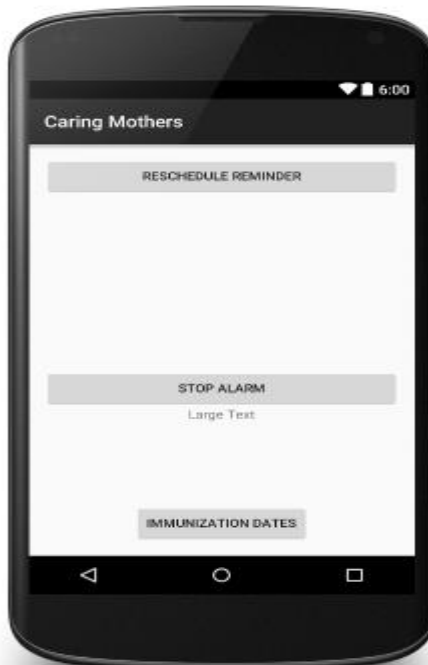 6:00
Caring Mothers
RESCHEDULE REMINDER
STOP ALARM
Large Text
IMMUNIZATION DATES